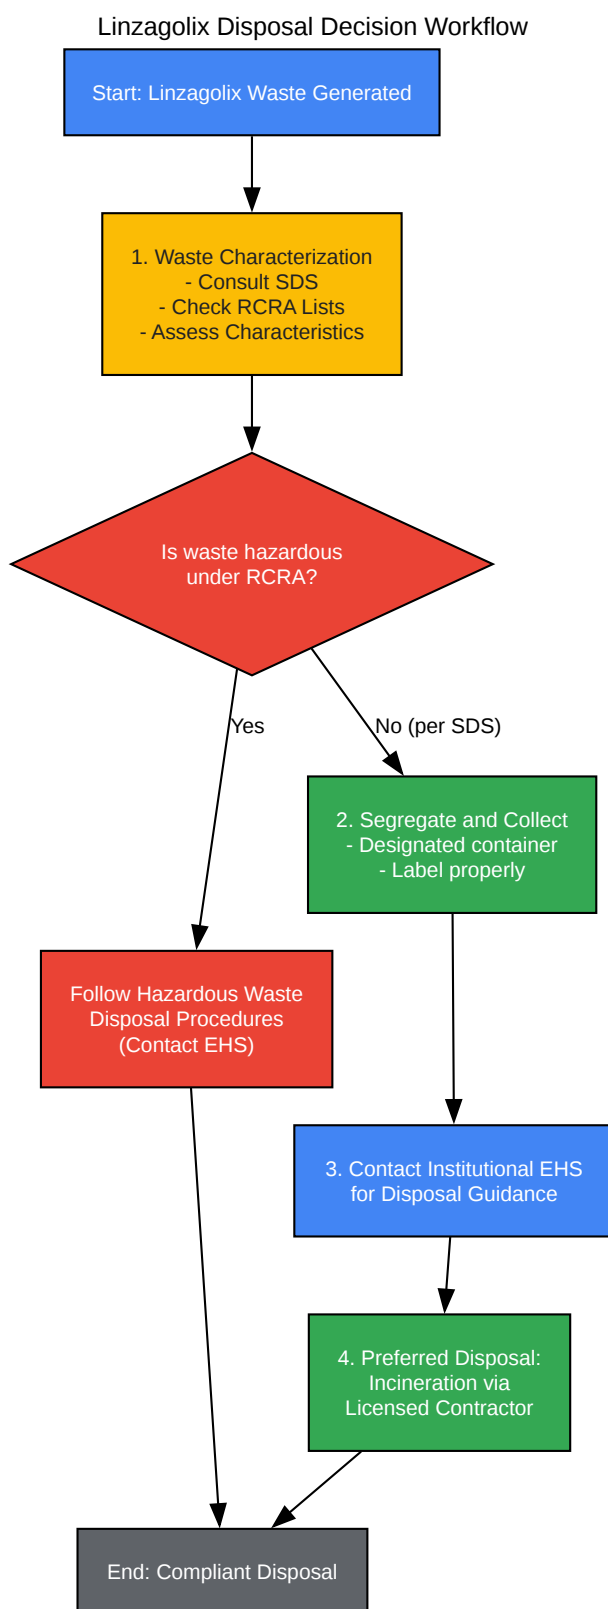 Linzagolix Disposal Decision Workflow
Start: Linzagolix Waste Generated
1. Waste Characterization
- Consult SDS
- Check RCRA Lists
- Assess Characteristics
Is waste hazardous
under RCRA?
Yes
No (per SDS)
2. Segregate and Collect
- Designated container
- Label properly
Follow Hazardous Waste
Disposal Procedures
(Contact EHS)
3. Contact Institutional EHS
for Disposal Guidance
4. Preferred Disposal:
Incineration via
Licensed Contractor
End: Compliant Disposal